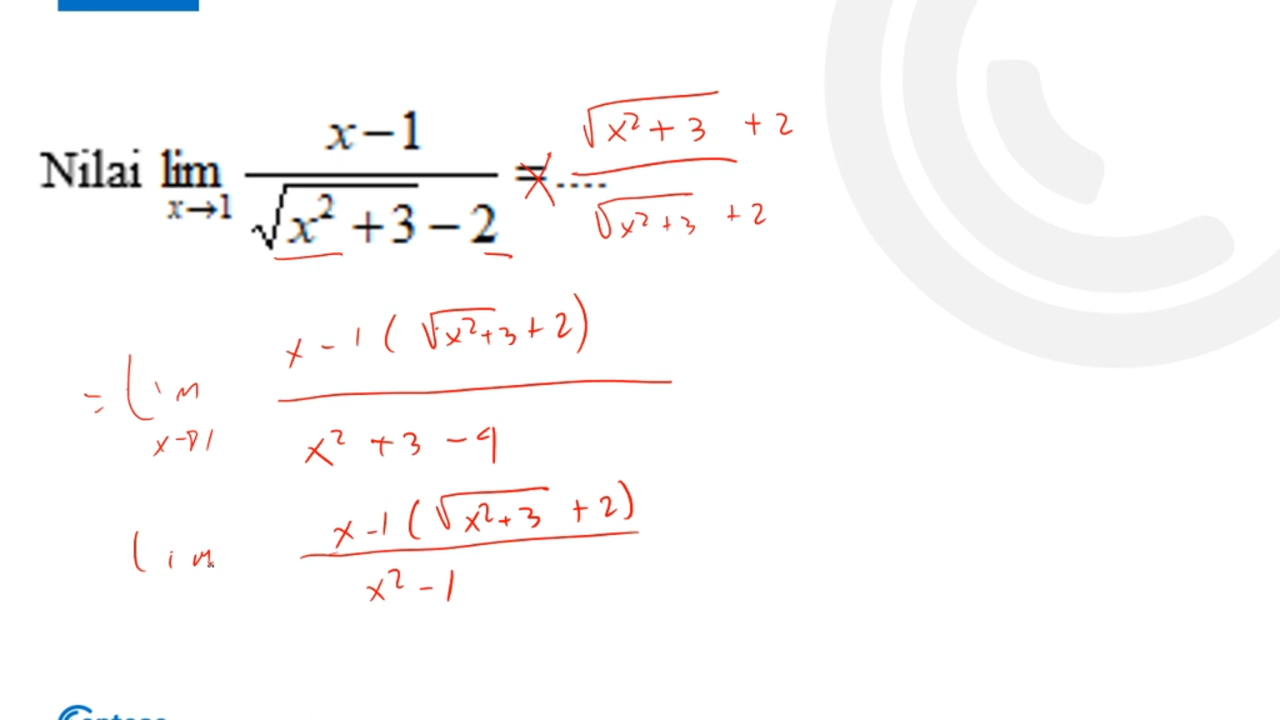 Nilai lim x→1 (x−1)/(√(x²+3)−2) = .... × (√(x²+3) +2)/(√(x²+3) +2)
= lim x→1 x−1(√(x²+3)+2)/(x²+3−4)
lim x−1(√(x²+3) +2)/(x²−1)